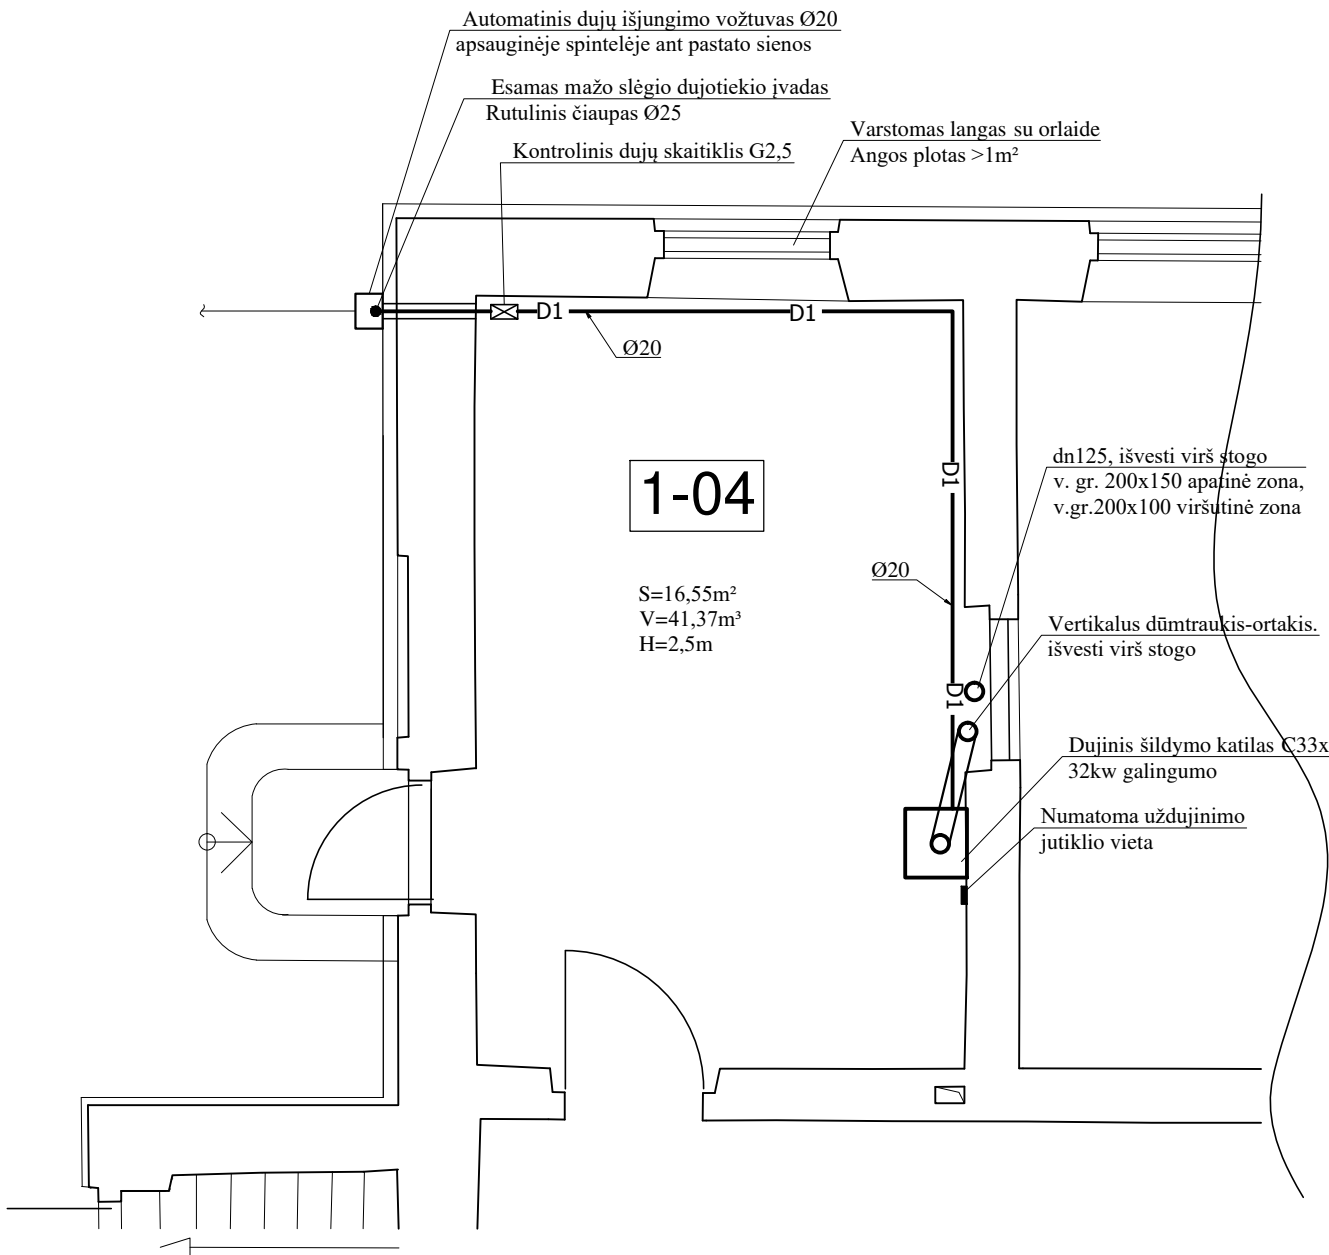 Automatinis dujų išjungimo vožtuvas Ø20
apsauginėje spintelėje ant pastato sienos
Esamas mažo slėgio dujotiekio įvadas
Rutulinis čiaupas Ø25
Kontrolinis dujų skaitiklis G2,5
Varstomas langas su orlaide
Angos plotas >1m²
D1
D1
Ø20
D1
dn125, išvesti virš stogo
v. gr. 200x150 apatinė zona,
v.gr.200x100 viršutinė zona
1-04
Ø20
S=16,55m²
V=41,37m³
H=2,5m
Vertikalus dūmtraukis-ortakis.
išvesti virš stogo
D1
Dujinis šildymo katilas C33x
32kw galingumo
Numatoma uždujinimo
jutiklio vieta